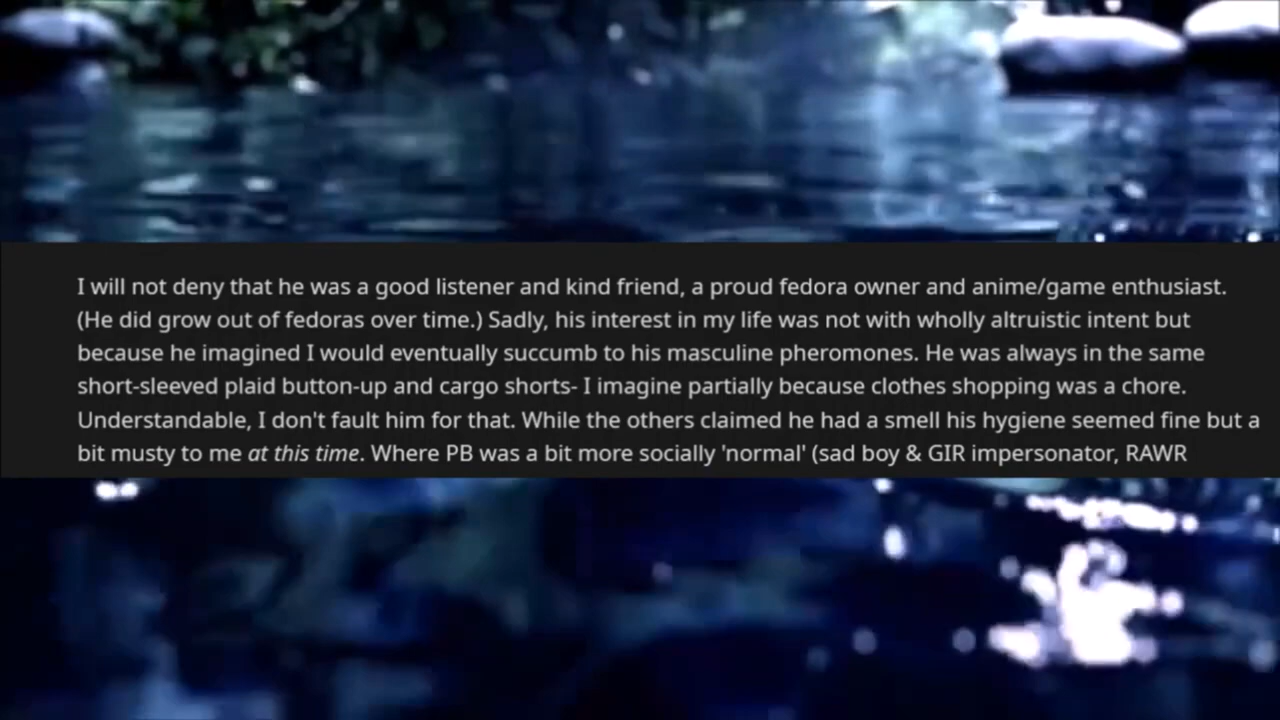 I will not deny that he was a good listener and kind friend, a proud fedora owner and anime/game enthusiast.
(He did grow out of fedoras over time.) Sadly, his interest in my life was not with wholly altruistic intent but
because he imagined I would eventually succumb to his masculine pheromones. He was always in the same
short-sleeved plaid button-up and cargo shorts- I imagine partially because clothes shopping was a chore.
Understandable, I don't fault him for that. While the others claimed he had a smell his hygiene seemed fine but a
bit musty to me at this time. Where PB was a bit more socially 'normal' (sad boy & GIR impersonator, RAWR